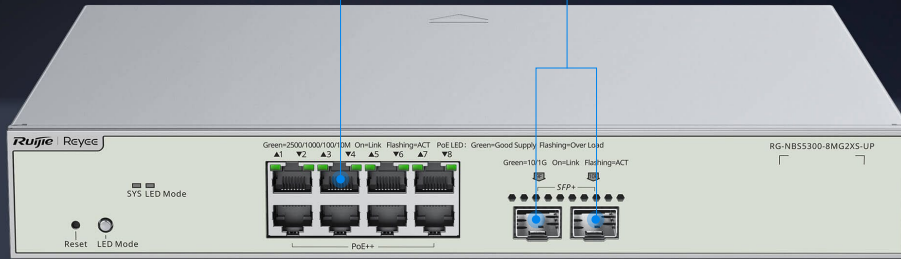 Ruijie | Reyee
Green=2500/1000/100/10M On=Link Flashing=ACT PoE LED: Green=Good Supply Flashing=Over Load
RG-NBS5300-8MG2XS-UP
▲1 ▼2 ▲3 ▼4 ▲5 ▼6 ▲7 ▼8
Green=10/1G On=Link Flashing=ACT
SFP+
SYS LED Mode
Reset LED Mode
PoE++